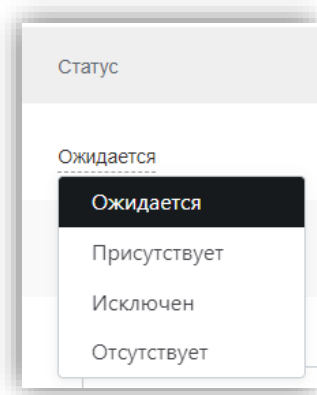 Статус
Ожидается
Ожидается
Присутствует
Исключен
Отсутствует